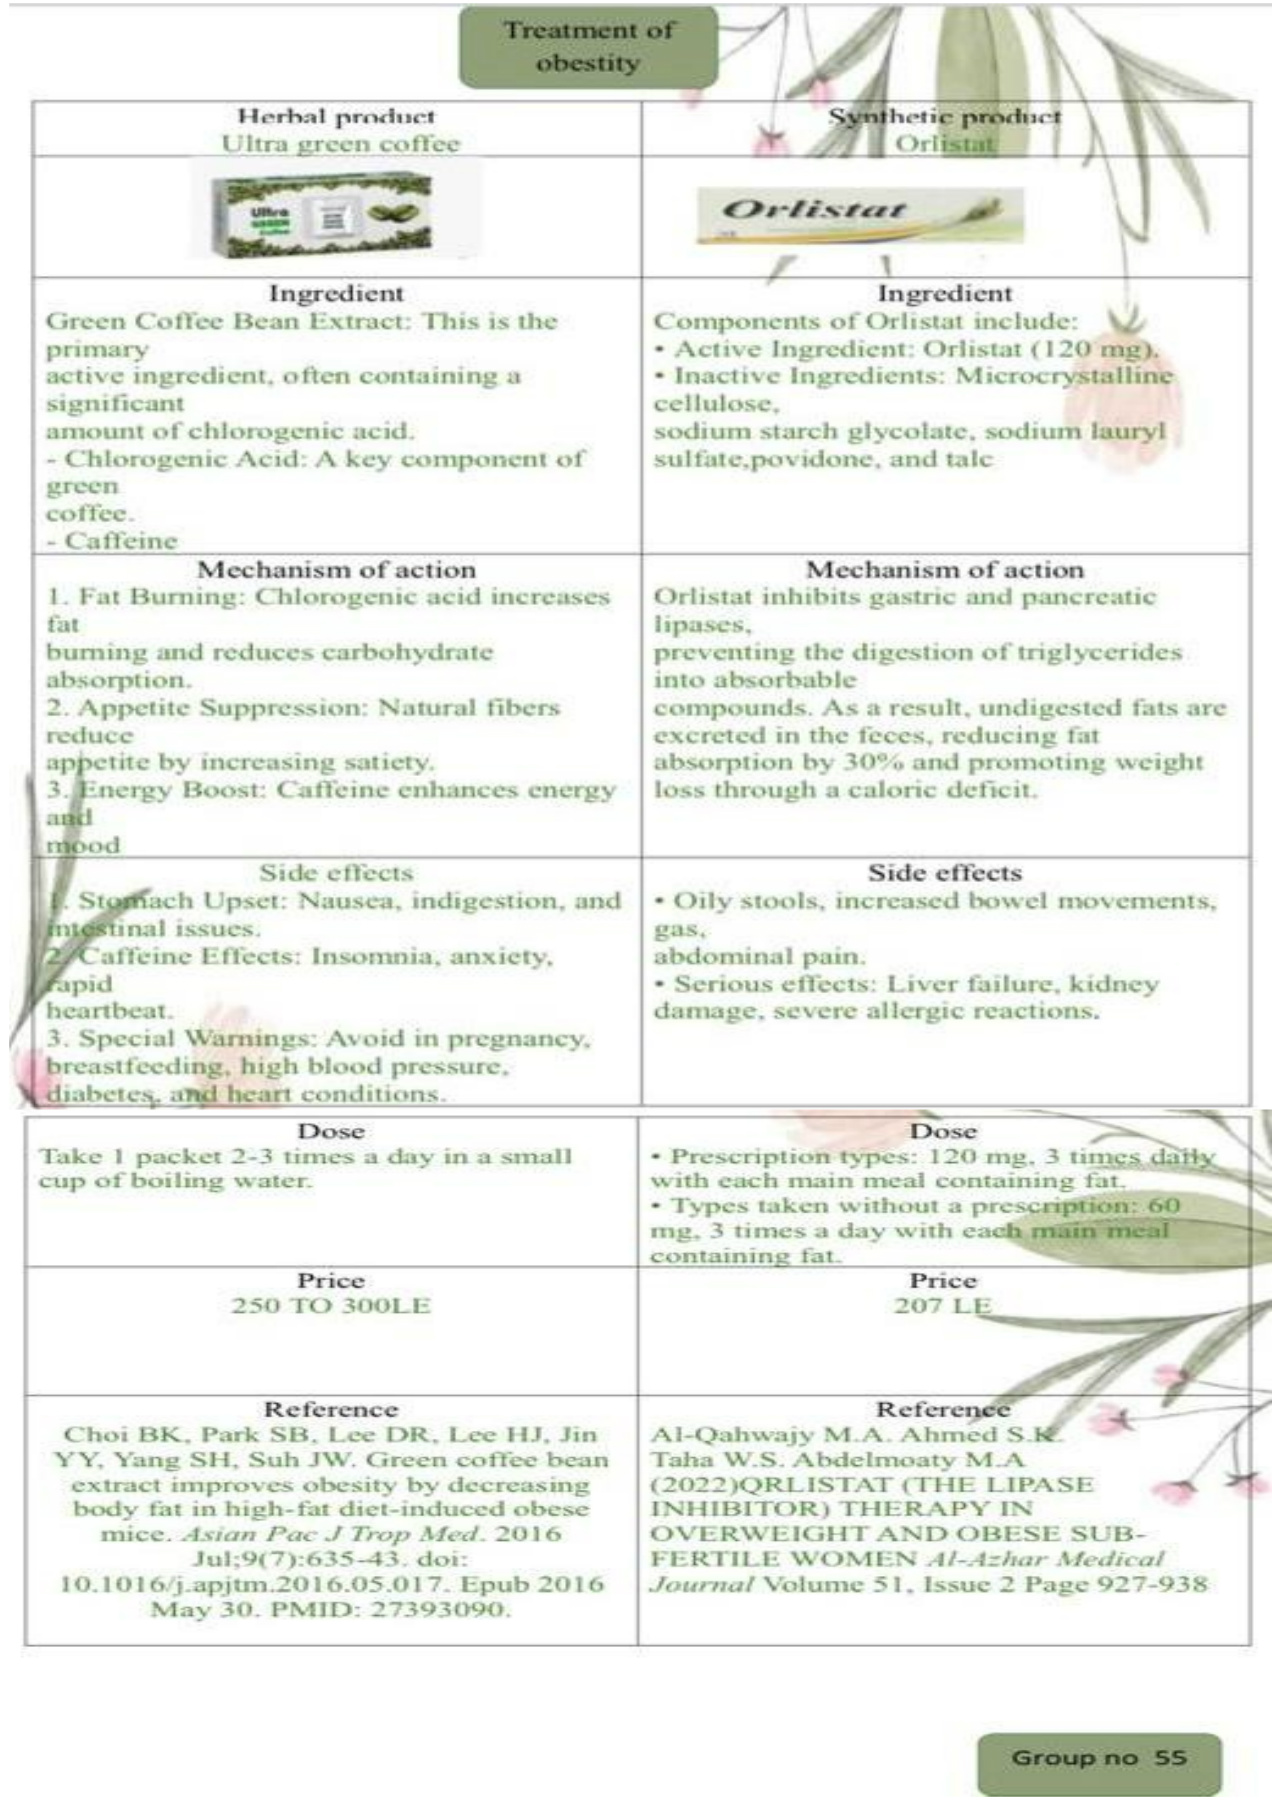 Treatment of
obestity
Herbal product
Ultra green coffee
Synthetic product
Orlistat
Ultra
GREEN
Coffee
Orlistat
Ingredient
Green Coffee Bean Extract: This is the
primary
active ingredient, often containing a
significant
amount of chlorogenic acid.
- Chlorogenic Acid: A key component of
green
coffee.
- Caffeine
Ingredient
Components of Orlistat include:
• Active Ingredient: Orlistat (120 mg).
• Inactive Ingredients: Microcrystalline
cellulose,
sodium starch glycolate, sodium lauryl
sulfate,povidone, and talc
Mechanism of action
1. Fat Burning: Chlorogenic acid increases
fat
burning and reduces carbohydrate
absorption.
2. Appetite Suppression: Natural fibers
reduce
appetite by increasing satiety.
3. Energy Boost: Caffeine enhances energy
and
mood
Mechanism of action
Orlistat inhibits gastric and pancreatic
lipases,
preventing the digestion of triglycerides
into absorbable
compounds. As a result, undigested fats are
excreted in the feces, reducing fat
absorption by 30% and promoting weight
loss through a caloric deficit.
Side effects
1. Stomach Upset: Nausea, indigestion, and
intestinal issues.
2. Caffeine Effects: Insomnia, anxiety,
rapid
heartbeat.
3. Special Warnings: Avoid in pregnancy,
breastfeeding, high blood pressure,
diabetes, and heart conditions.
Side effects
• Oily stools, increased bowel movements,
gas,
abdominal pain.
• Serious effects: Liver failure, kidney
damage, severe allergic reactions.
Dose
Take 1 packet 2-3 times a day in a small
cup of boiling water.
Dose
• Prescription types: 120 mg, 3 times daily
with each main meal containing fat.
• Types taken without a prescription: 60
mg, 3 times a day with each main meal
containing fat.
Price
250 TO 300LE
Price
207 LE
Reference
Choi BK, Park SB, Lee DR, Lee HJ, Jin
YY, Yang SH, Suh JW. Green coffee bean
extract improves obesity by decreasing
body fat in high-fat diet-induced obese
mice. Asian Pac J Trop Med. 2016
Jul;9(7):635-43. doi:
10.1016/j.apjtm.2016.05.017. Epub 2016
May 30. PMID: 27393090.
Reference
Al-Qahwajy M.A. Ahmed S.K.
Taha W.S. Abdelmoaty M.A
(2022)QRLISTAT (THE LIPASE
INHIBITOR) THERAPY IN
OVERWEIGHT AND OBESE SUB-
FERTILE WOMEN Al-Azhar Medical
Journal Volume 51, Issue 2 Page 927-938
Group no 55